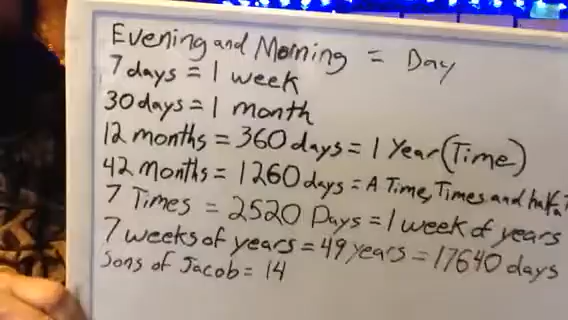 Evening and Morning = Day
7 days = 1 week
30 days = 1 month
12 months = 360 days = 1 Year (Time)
42 months = 1260 days = A Time, Times and half a
7 Times = 2520 Days = 1 week of years
7 weeks of years = 49 years = 17640 days
Sons of Jacob = 14